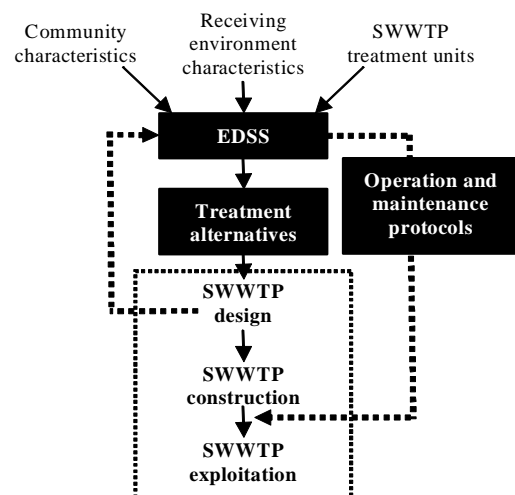 Community
characteristics
Receiving
environment
characteristics
SWWTP
treatment units
EDSS
Treatment
alternatives
Operation and
maintenance
protocols
SWWTP
design
SWWTP
construction
SWWTP
exploitation